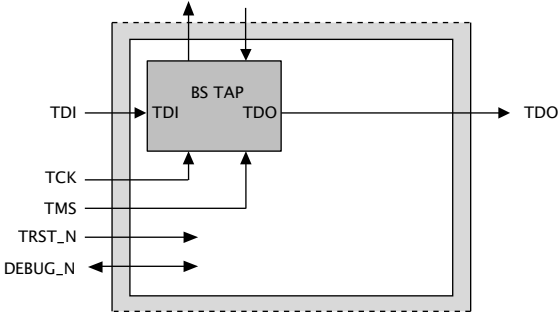 BS TAP
TDI TDI TDO TDO
TCK
TMS
TRST_N
DEBUG_N